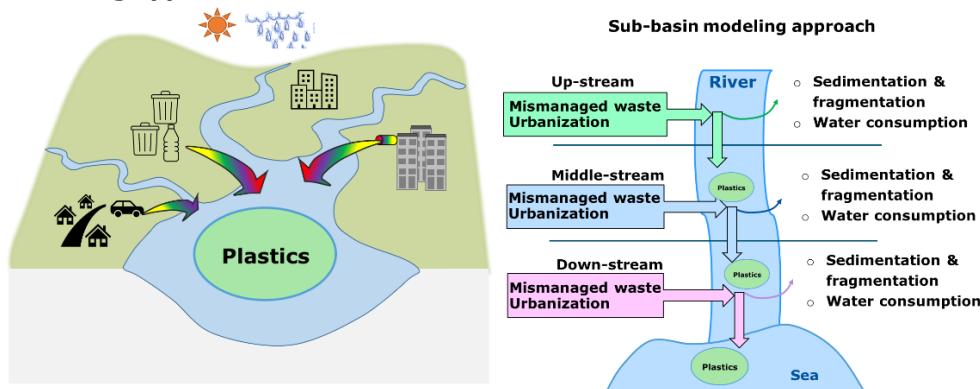 Plastics
Sub-basin modeling approach
River
Up-stream
Mismanaged waste
Urbanization
○ Sedimentation &
fragmentation
○ Water consumption
Plastics
Middle-stream
Mismanaged waste
Urbanization
○ Sedimentation &
fragmentation
○ Water consumption
Plastics
Down-stream
Mismanaged waste
Urbanization
○ Sedimentation &
fragmentation
○ Water consumption
Plastics
Sea